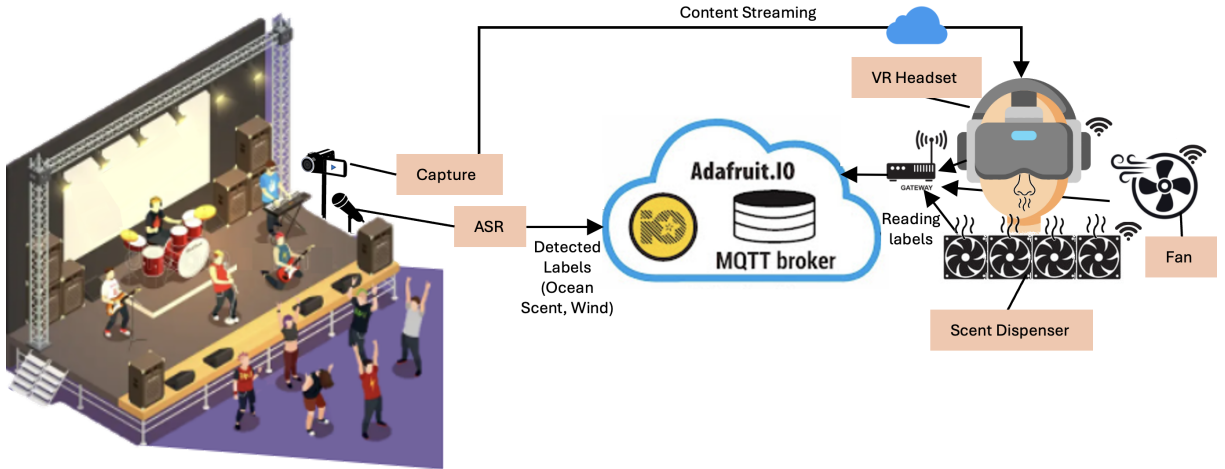 Content Streaming
VR Headset
Capture
ASR
Detected
Labels
(Ocean
Scent, Wind)
Adafruit.IO
iO
MQTT broker
GATEWAY
Reading
labels
Fan
Scent Dispenser